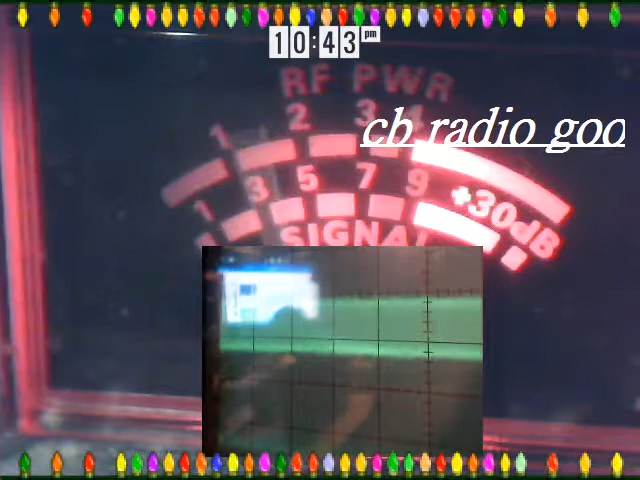 10:43 pm
RF PWR
1 2 3 4
cb radio goo
1 3 5 7 9 +30dB
SIGNAL